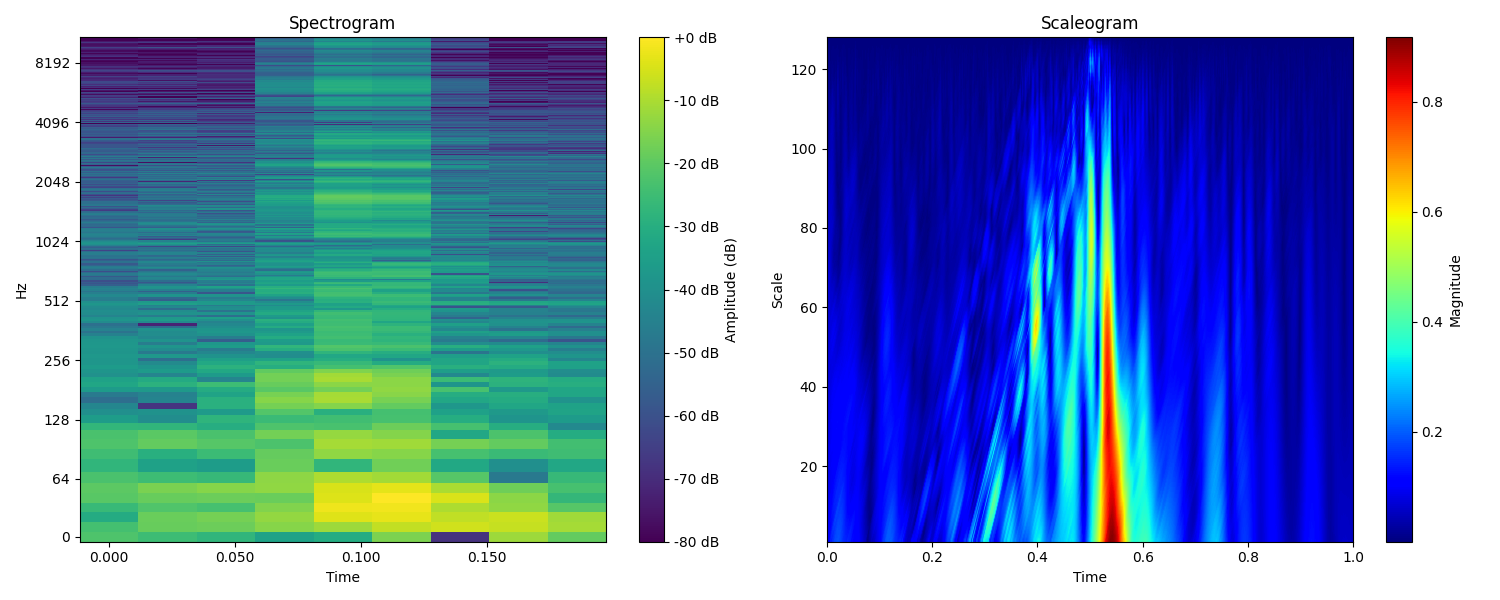 Spectrogram
Hz
8192
4096
2048
1024
512
256
128
64
0
0.000 0.050 0.100 0.150
Time
+0 dB
-10 dB
-20 dB
-30 dB
-40 dB
-50 dB
-60 dB
-70 dB
-80 dB
Amplitude (dB)
Scaleogram
Scale
120
100
80
60
40
20
0.0 0.2 0.4 0.6 0.8 1.0
Time
0.8
0.6
0.4
0.2
Magnitude